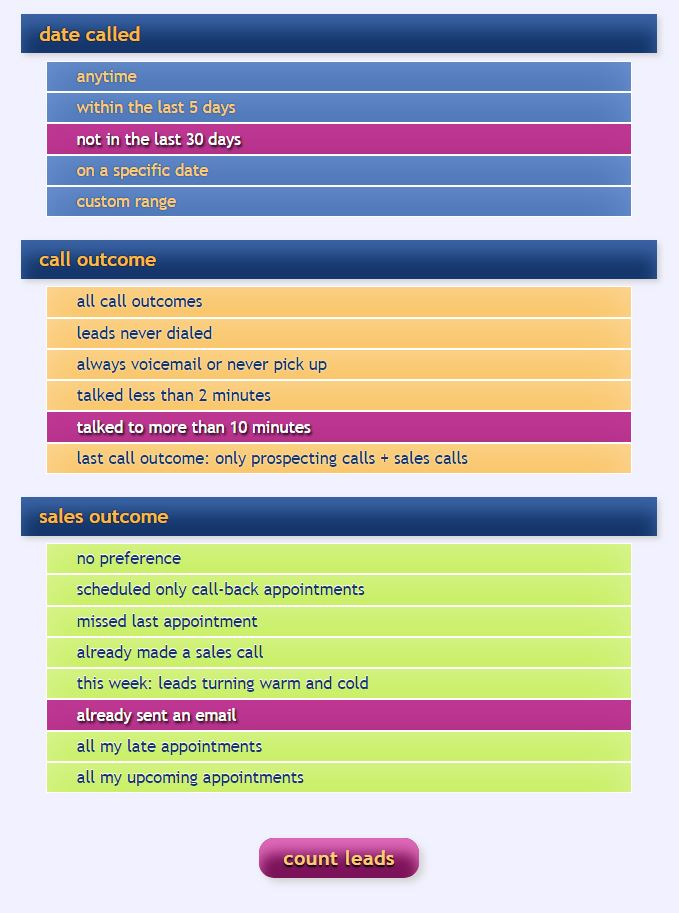 date called
anytime
within the last 5 days
not in the last 30 days
on a specific date
custom range
call outcome
all call outcomes
leads never dialed
always voicemail or never pick up
talked less than 2 minutes
talked to more than 10 minutes
last call outcome: only prospecting calls + sales calls
sales outcome
no preference
scheduled only call-back appointments
missed last appointment
already made a sales call
this week: leads turning warm and cold
already sent an email
all my late appointments
all my upcoming appointments
count leads